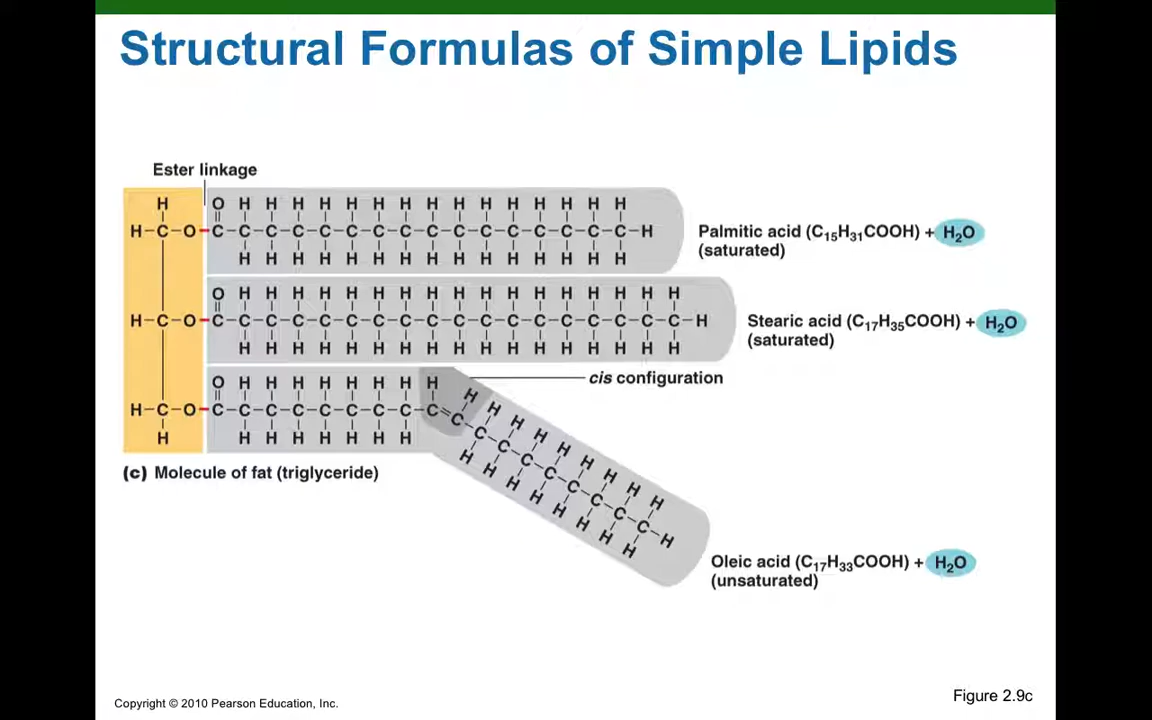 Structural Formulas of Simple Lipids
Ester linkage
H O H H H H H H H H H H H H H H H
H-C-O-C-C-C-C-C-C-C-C-C-C-C-C-C-C-C-C-H
H H H H H H H H H H H H H H H
Palmitic acid (C₁₅H₃₁COOH) + H₂O
(saturated)
O H H H H H H H H H H H H H H H H H
H-C-O-C-C-C-C-C-C-C-C-C-C-C-C-C-C-C-C-C-C-H
H H H H H H H H H H H H H H H H H
Stearic acid (C₁₇H₃₅COOH) + H₂O
(saturated)
cis configuration
O H H H H H H H H
H-C-O-C-C-C-C-C-C-C-C-C=C-C-C-C-C-C-C-C-C-H
H H H H H H H H
H H H H H H H H H
H H H H H H H H
(c) Molecule of fat (triglyceride)
Oleic acid (C₁₇H₃₃COOH) + H₂O
(unsaturated)
Copyright © 2010 Pearson Education, Inc.
Figure 2.9c